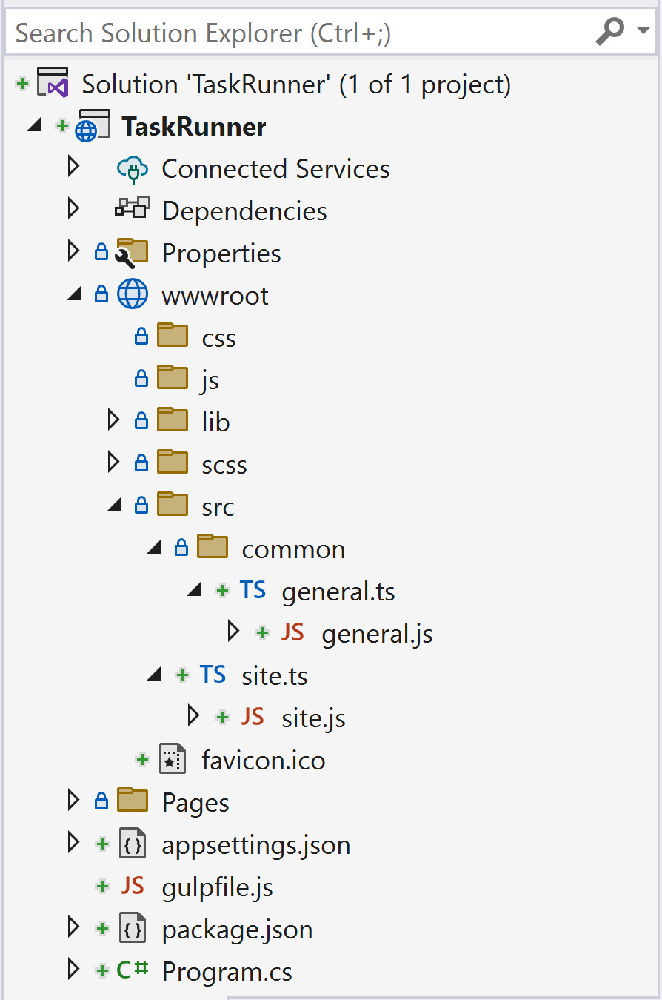 Search Solution Explorer (Ctrl+;)
Solution 'TaskRunner' (1 of 1 project)
TaskRunner
Connected Services
Dependencies
Properties
wwwroot
css
js
lib
scss
src
common
TS general.ts
JS general.js
TS site.ts
JS site.js
favicon.ico
Pages
{} appsettings.json
JS gulpfile.js
{} package.json
C# Program.cs